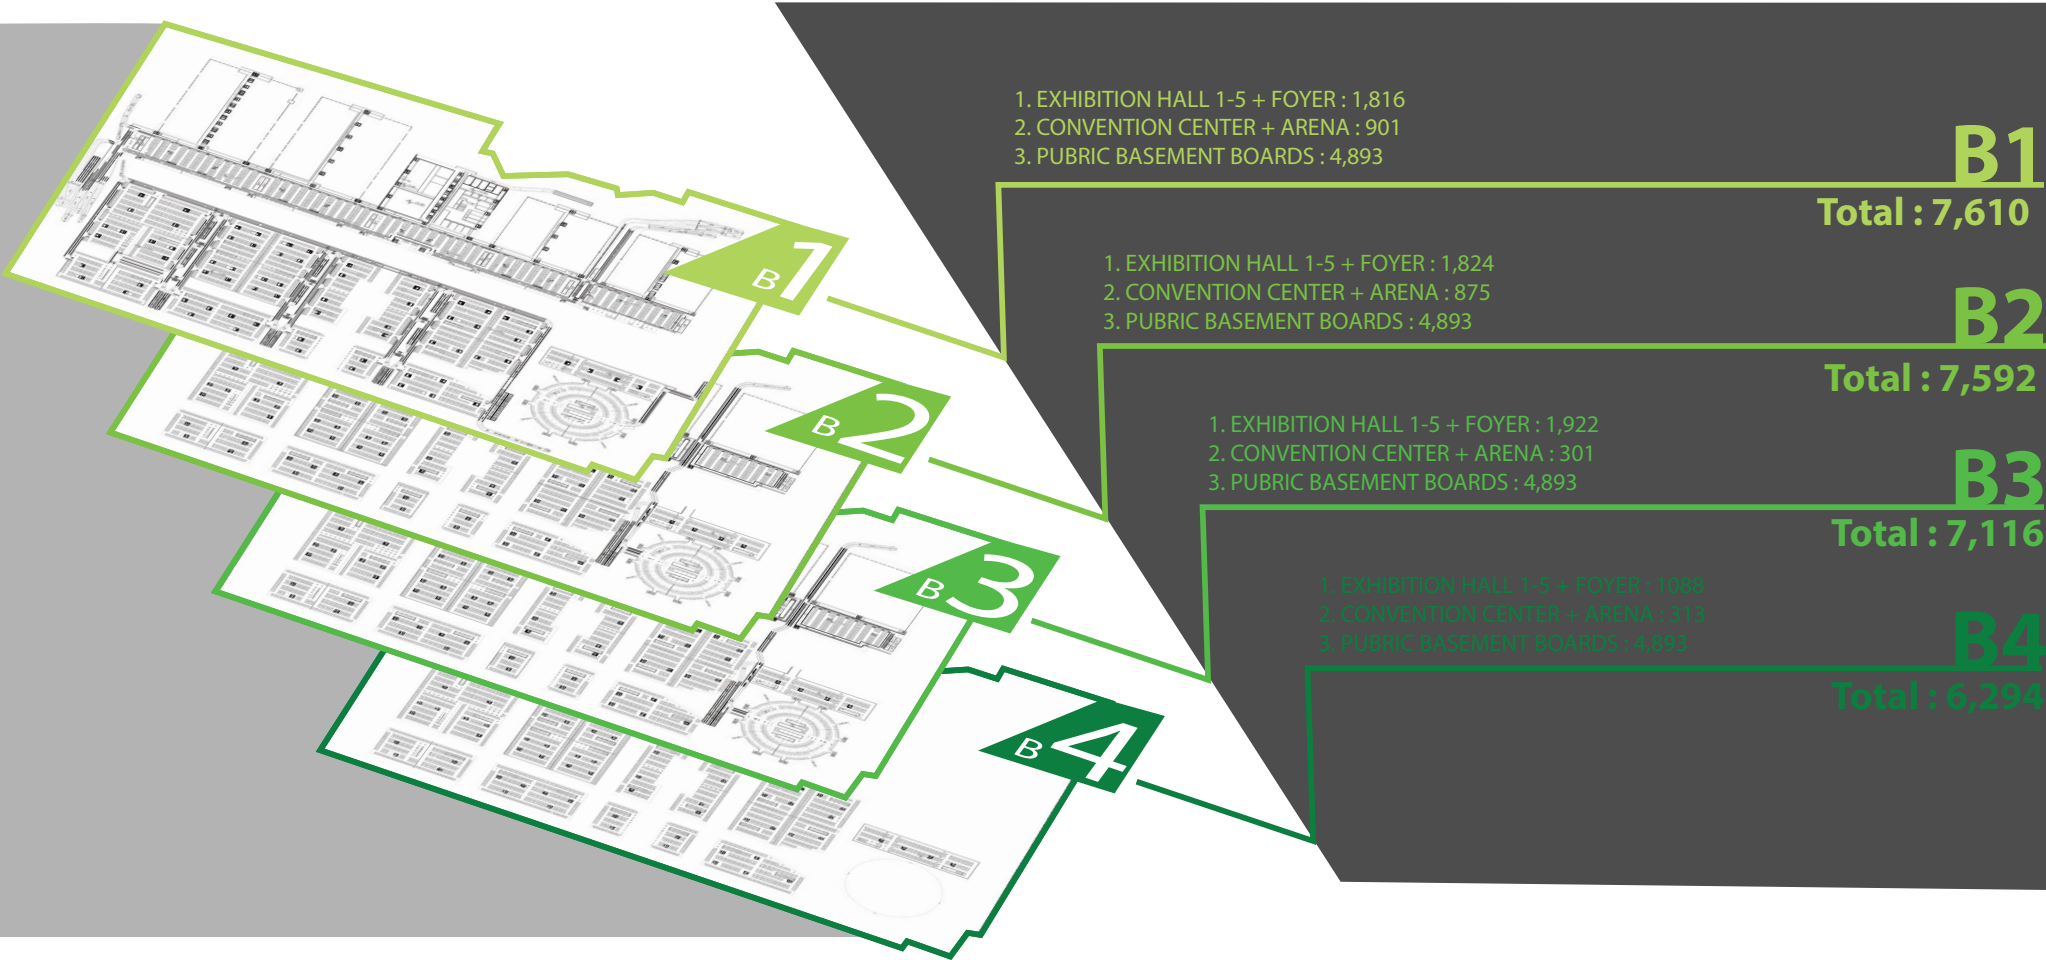 1. EXHIBITION HALL 1-5 + FOYER : 1,816
2. CONVENTION CENTER + ARENA : 901
3. PUBRIC BASEMENT BOARDS : 4,893
B1
Total : 7,610
1. EXHIBITION HALL 1-5 + FOYER : 1,824
2. CONVENTION CENTER + ARENA : 875
3. PUBRIC BASEMENT BOARDS : 4,893
B2
Total : 7,592
1. EXHIBITION HALL 1-5 + FOYER : 1,922
2. CONVENTION CENTER + ARENA : 301
3. PUBRIC BASEMENT BOARDS : 4,893
B3
Total : 7,116
1. EXHIBITION HALL 1-5 + FOYER : 1088
2. CONVENTION CENTER + ARENA : 313
3. PUBRIC BASEMENT BOARDS : 4,893
B4
Total : 6,294
B1
B2
B3
B4